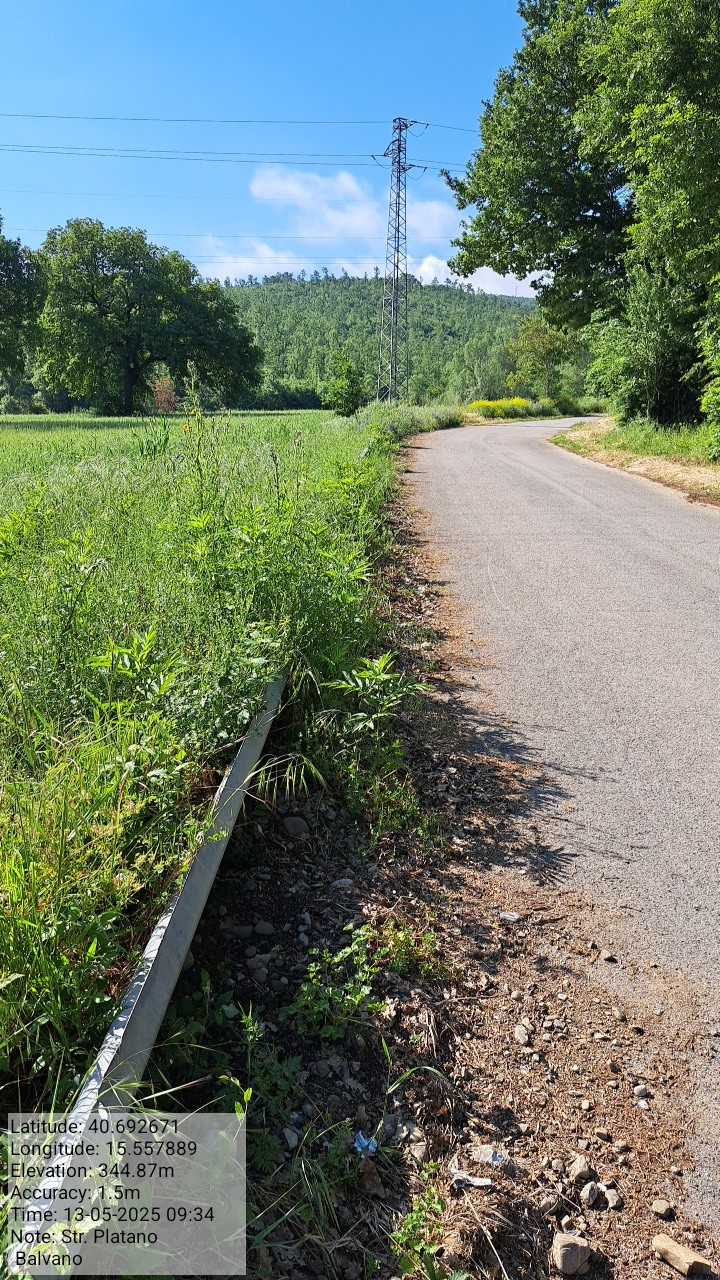 Latitude: 40.692671
Longitude: 15.557889
Elevation: 344.87m
Accuracy: 1.5m
Time: 13-05-2025 09:34
Note: Str. Platano
Balvano